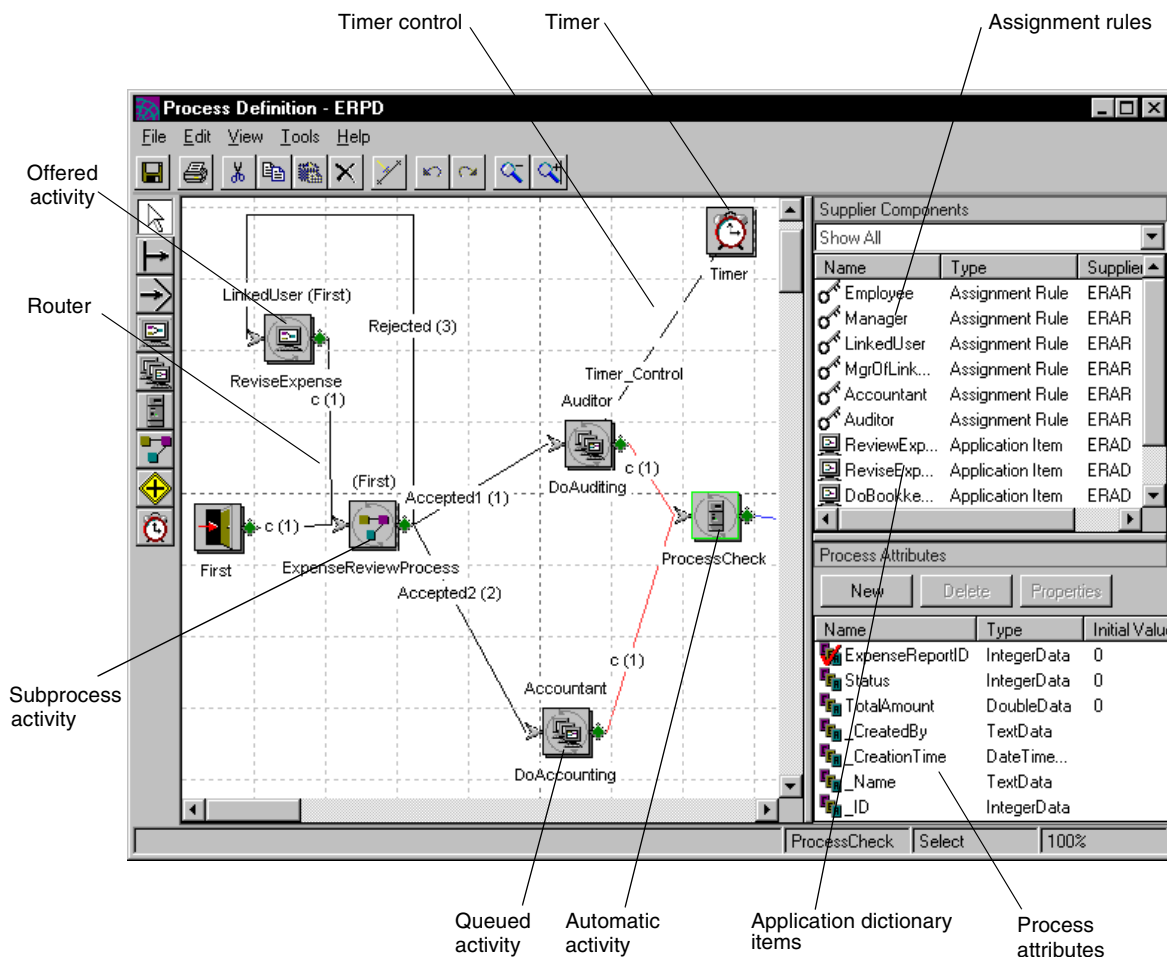 Timer control
Timer
Assignment rules
Process Definition - ERPD
File Edit View Tools Help
Offered
activity
Router
Subprocess
activity
LinkedUser (First)
ReviseExpense
c (1)
Rejected (3)
Timer
Timer_Control
Auditor
DoAuditing
c (1)
(First)
Accepted1 (1)
c (1)
First
ExpenseReviewProcess
Accepted2 (2)
ProcessCheck
c (1)
Accountant
DoAccounting
Supplier Components
Show All
Name Type Supplier
Employee Assignment Rule ERAR
Manager Assignment Rule ERAR
LinkedUser Assignment Rule ERAR
MgrOfLink... Assignment Rule ERAR
Accountant Assignment Rule ERAR
Auditor Assignment Rule ERAR
ReviewExp... Application Item ERAD
ReviseExp... Application Item ERAD
DoBookke... Application Item ERAD
Process Attributes
New Delete Properties
Name Type Initial Value
ExpenseReportID IntegerData 0
Status IntegerData 0
TotalAmount DoubleData 0
_CreatedBy TextData
_CreationTime DateTime...
_Name TextData
_ID IntegerData
ProcessCheck Select 100%
Queued
activity
Automatic
activity
Application dictionary
items
Process
attributes